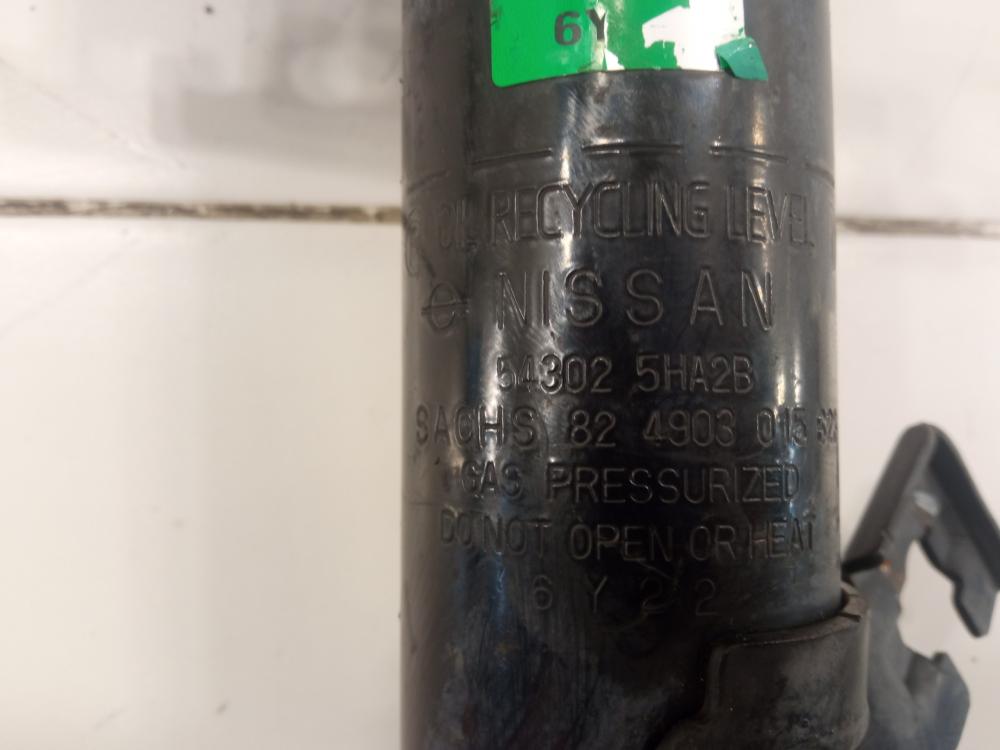 6Y
OIL RECYCLING LEVEL
NISSAN
54302 5HA2B
SACHS 82 4903 015
GAS PRESSURIZED
DO NOT OPEN OR HEAT
6 Y 2 2